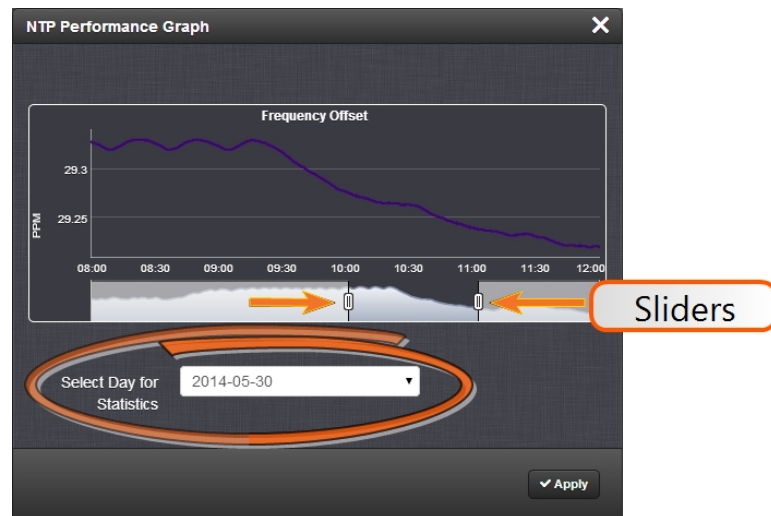 NTP Performance Graph
Frequency Offset
PPM
29.3
29.25
08:00 08:30 09:00 09:30 10:00 10:30 11:00 11:30 12:00
Sliders
Select Day for
Statistics
2014-05-30
Apply